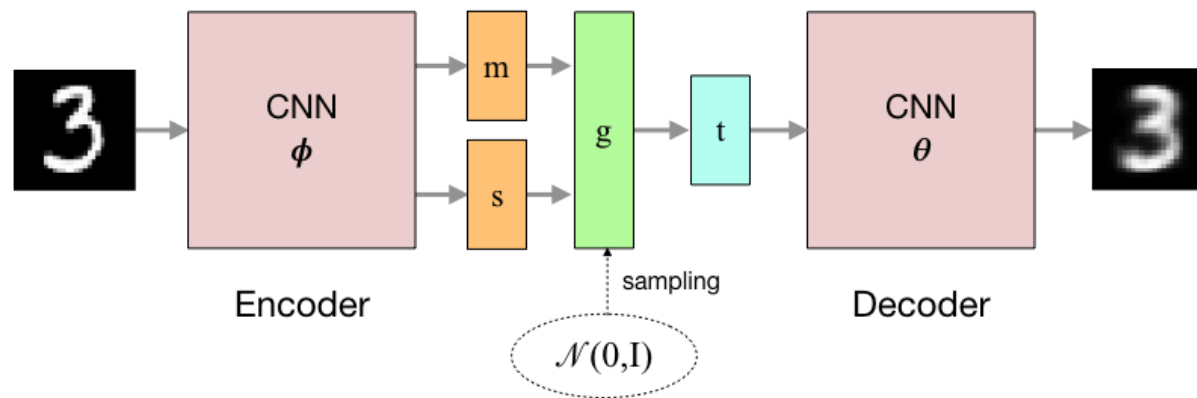 3
CNN
ϕ
m
s
g
t
CNN
θ
3
Encoder
sampling
Decoder
𝒩(0,I)